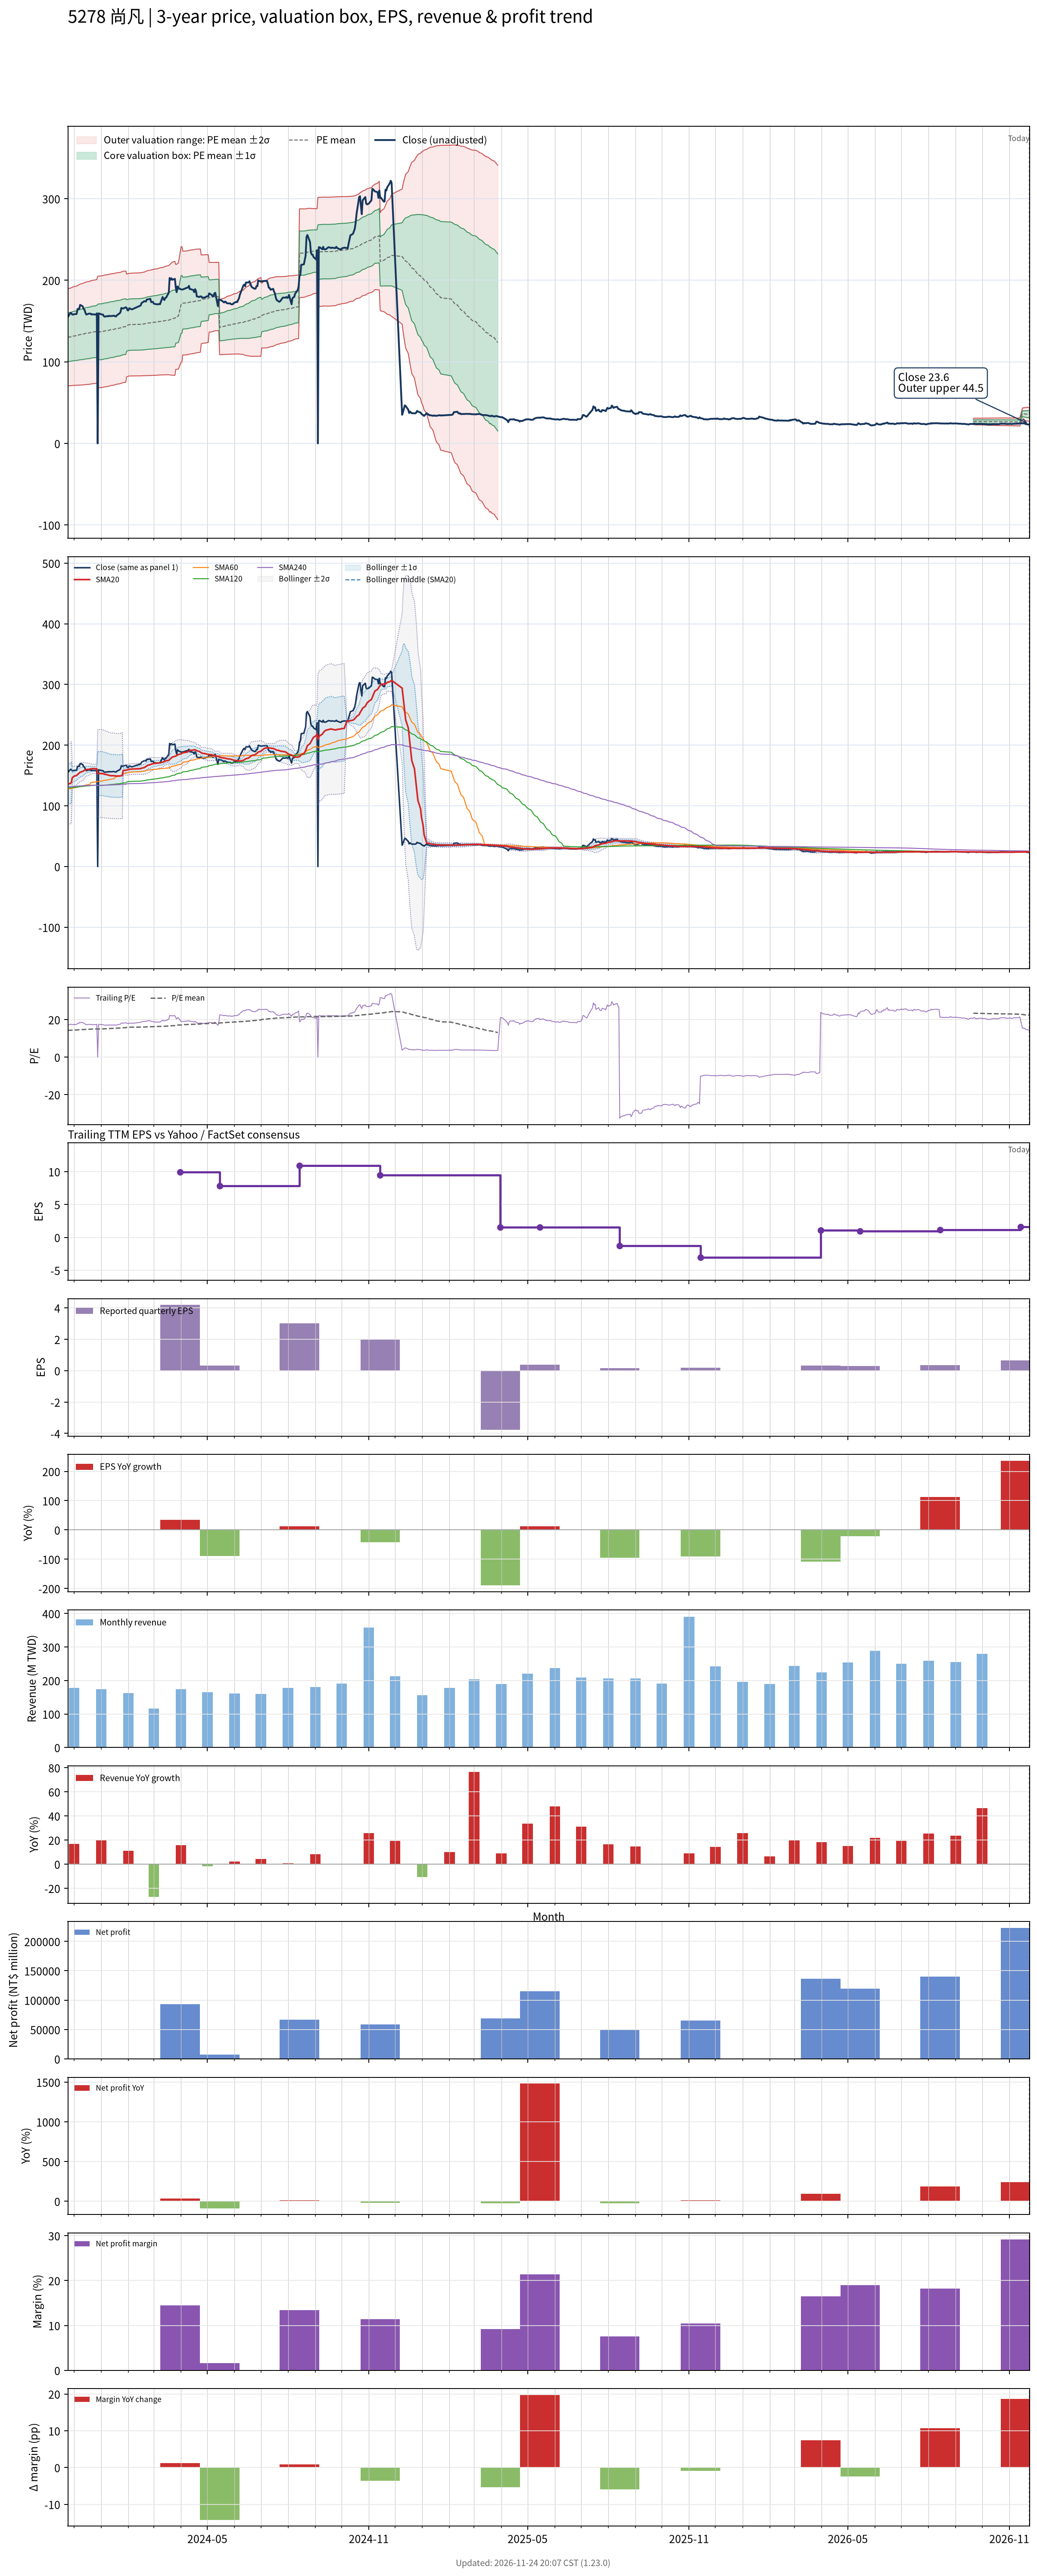 5278 尚凡 | 3-year price, valuation box, EPS, revenue & profit trend
Outer valuation range: PE mean ±2σ
Core valuation box: PE mean ±1σ
PE mean
Close (unadjusted)
Today
Price (TWD)
300
200
100
0
-100
Close 23.6
Outer upper 44.5
Close (same as panel 1)
SMA20
SMA60
SMA120
SMA240
Bollinger ±2σ
Bollinger ±1σ
Bollinger middle (SMA20)
Price
500
400
300
200
100
0
-100
Trailing P/E
P/E mean
P/E
20
0
-20
Trailing TTM EPS vs Yahoo / FactSet consensus
Today
EPS
10
5
0
-5
Reported quarterly EPS
EPS
4
2
0
-2
-4
EPS YoY growth
YoY (%)
200
100
0
-100
-200
Monthly revenue
Revenue (M TWD)
400
300
200
100
0
Revenue YoY growth
YoY (%)
80
60
40
20
0
-20
Month
Net profit
Net profit (NT$ million)
200000
150000
100000
50000
0
Net profit YoY
YoY (%)
1500
1000
500
0
Net profit margin
Margin (%)
30
20
10
0
Margin YoY change
Δ margin (pp)
20
10
0
-10
2024-05
2024-11
2025-05
2025-11
2026-05
2026-11
Updated: 2026-11-24 20:07 CST (1.23.0)